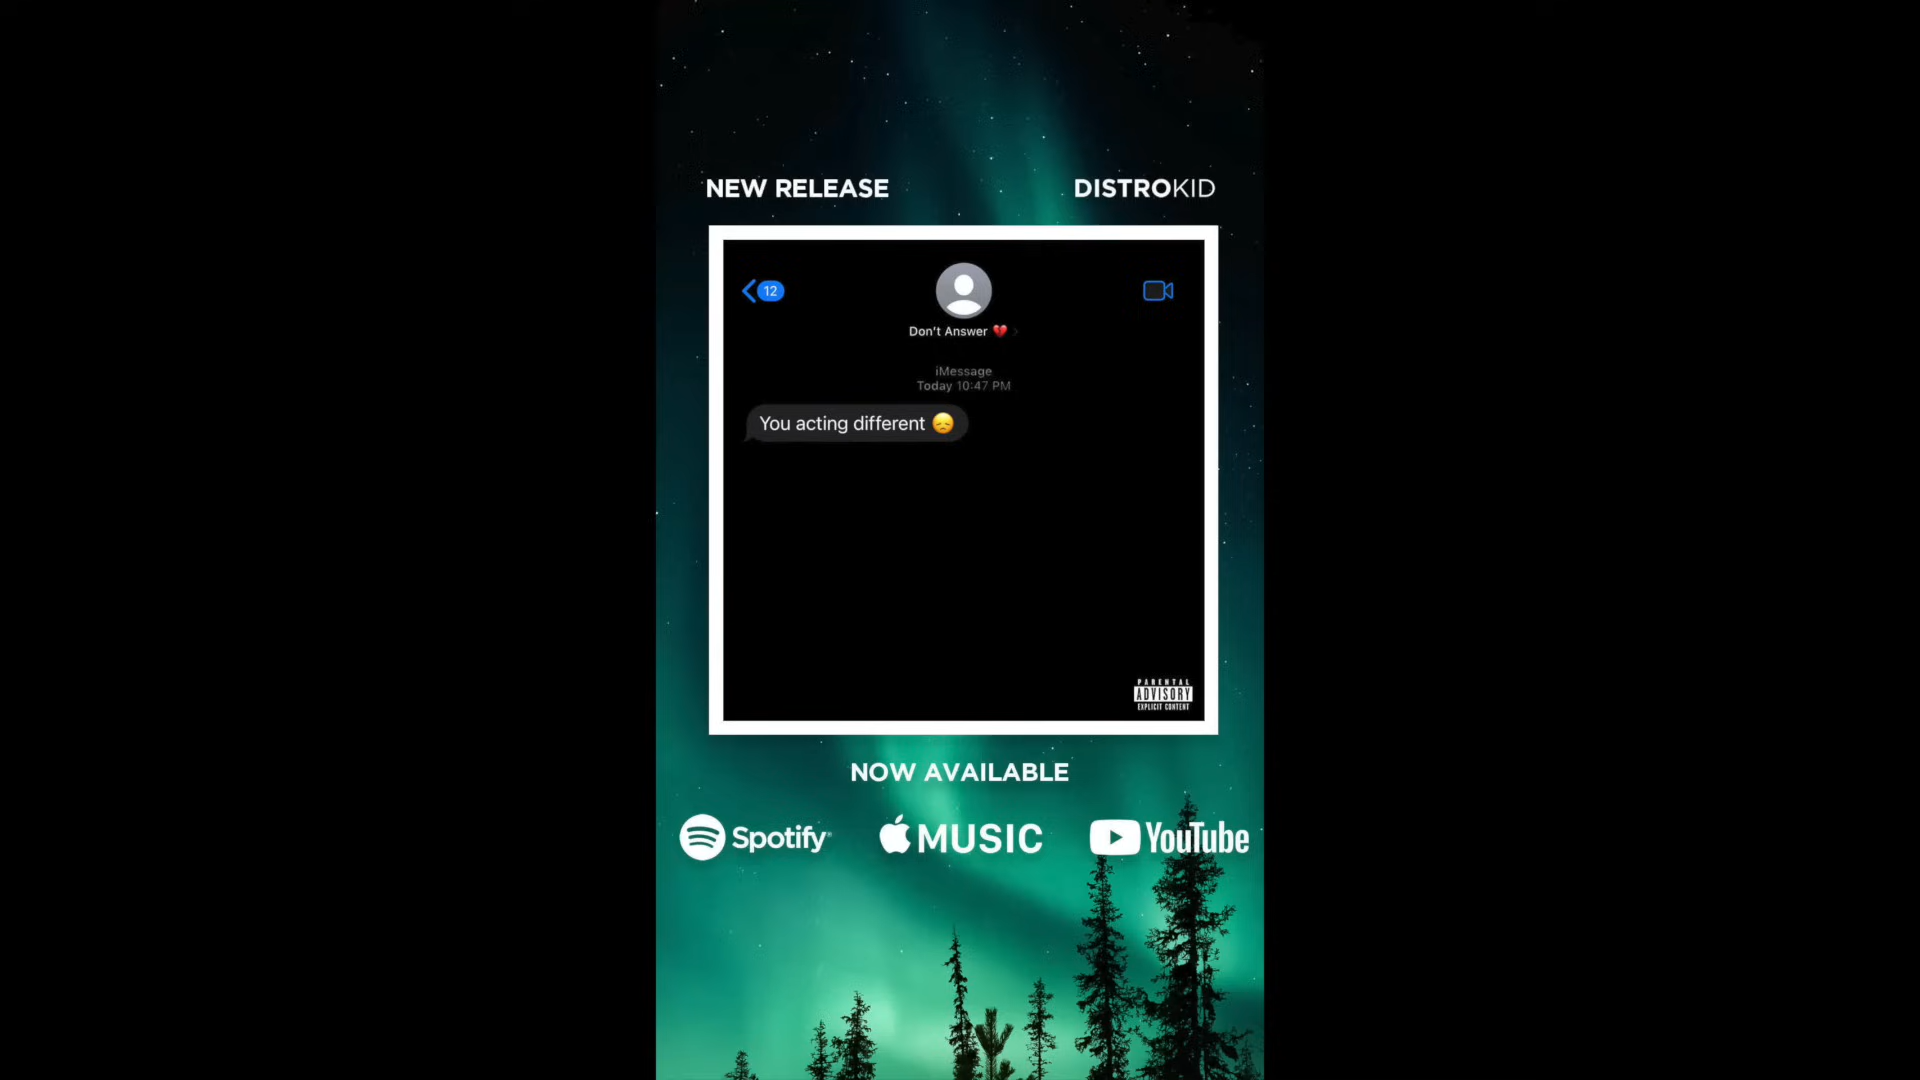 NEW RELEASE
DISTROKID
12
Don't Answer 💔
iMessage
Today 10:47 PM
You acting different 😞
PARENTAL
ADVISORY
EXPLICIT CONTENT
NOW AVAILABLE
Spotify
MUSIC
YouTube